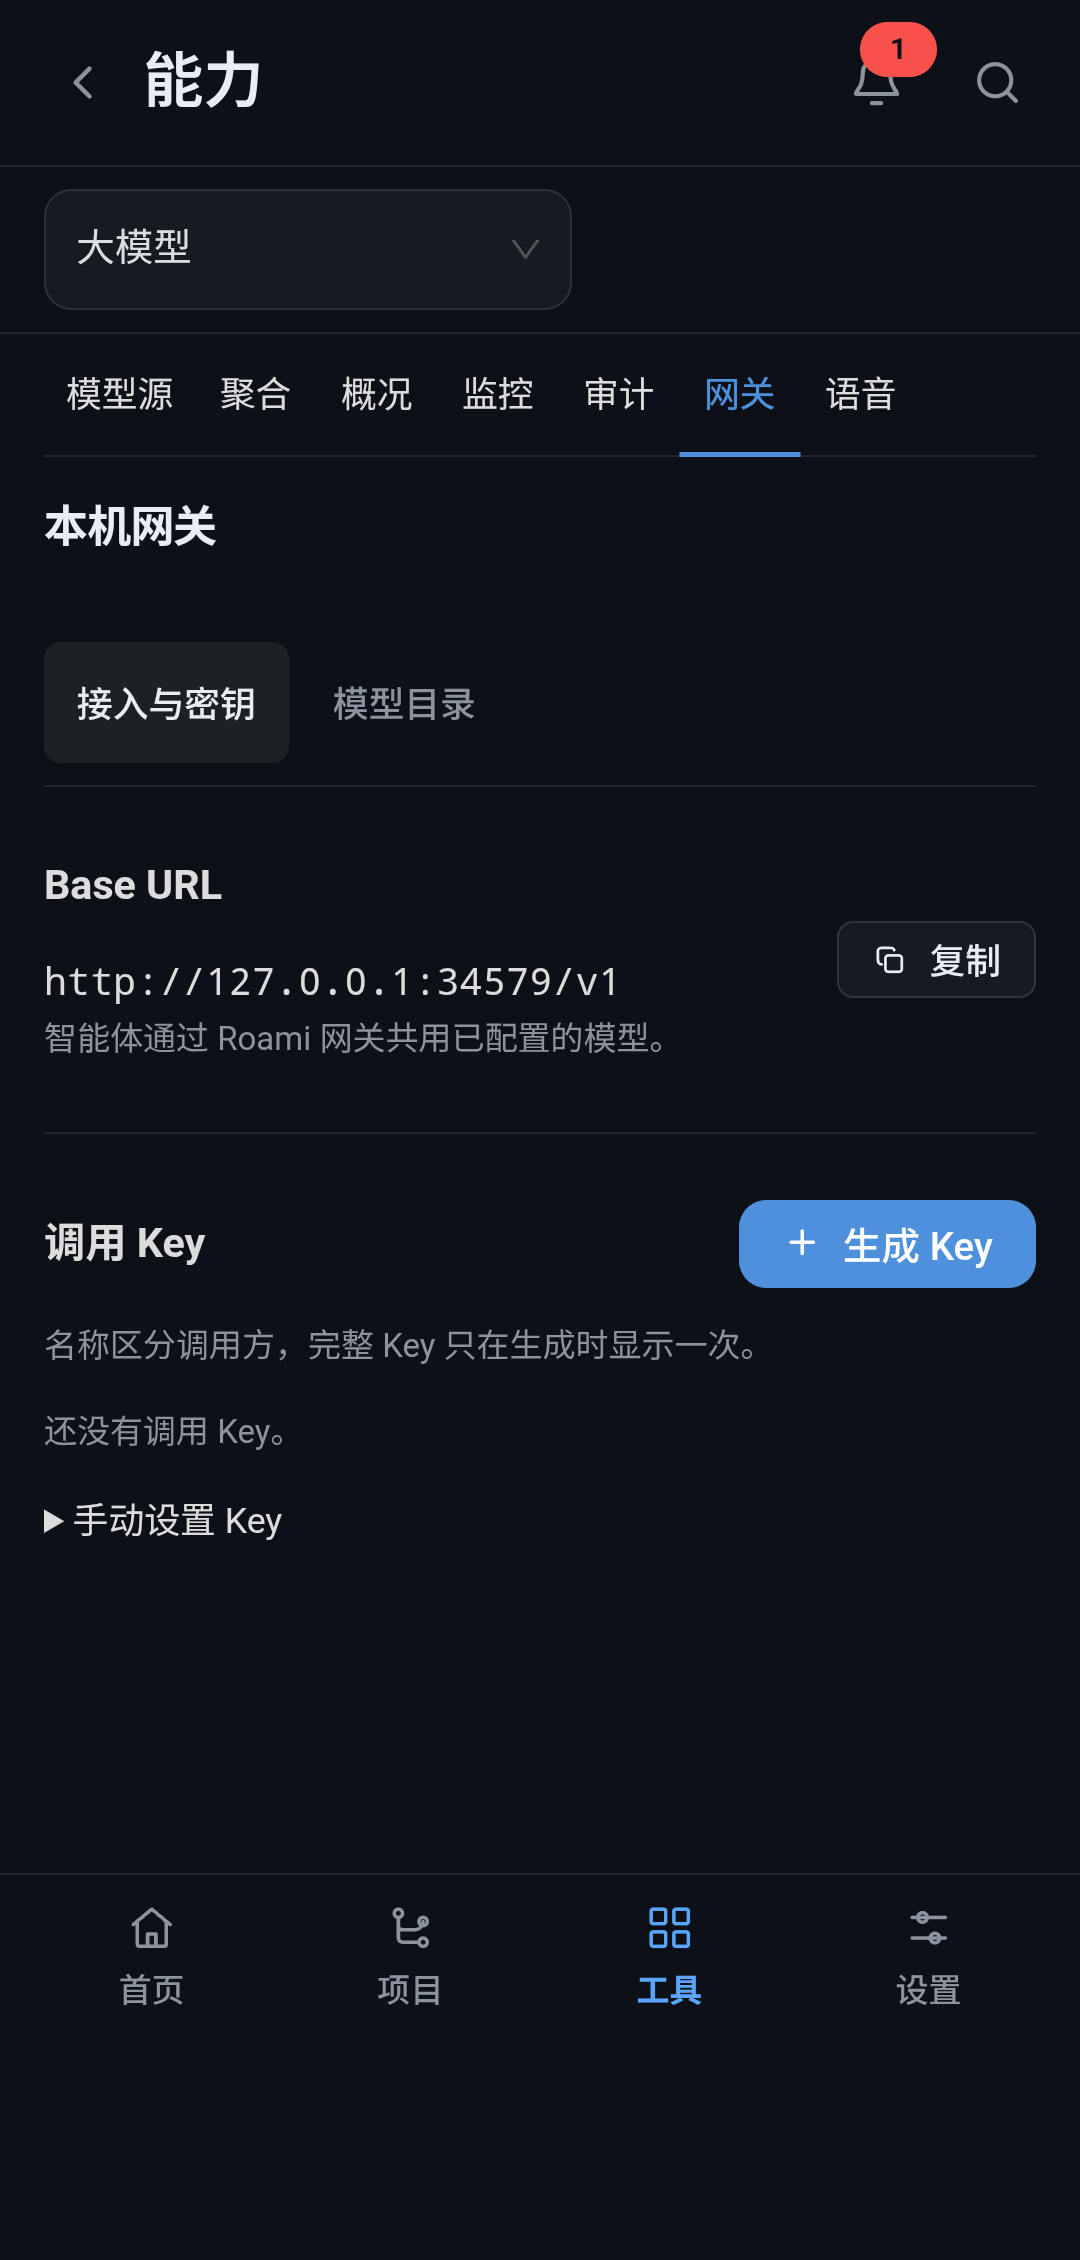 能力
1
大模型
模型源 聚合 概况 监控 审计 网关 语音
本机网关
接入与密钥 模型目录
Base URL
http://127.0.0.1:34579/v1
复制
智能体通过 Roami 网关共用已配置的模型。
调用 Key
生成 Key
名称区分调用方，完整 Key 只在生成时显示一次。
还没有调用 Key。
手动设置 Key
首页 项目 工具 设置